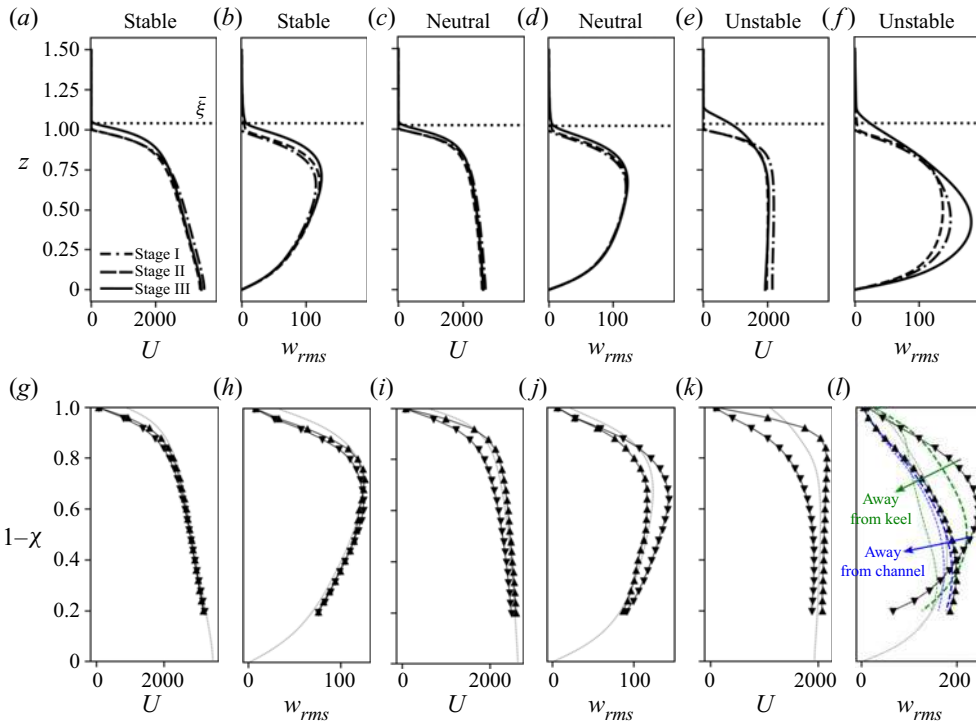 (a) Stable (b) Stable (c) Neutral (d) Neutral (e) Unstable (f) Unstable
1.50
ξ̄
1.00
z 0.75
0.50
0.25
Stage I
Stage II
Stage III
0
0 2000 0 100 0 2000 0 100 0 2000 0 100
U w_rms U w_rms U w_rms
(g) (h) (i) (j) (k) (l)
1.0
0.8
0.6
1–χ
0.4
0.2
0
Away
from keel
Away
from channel
0 2000 0 100 0 2000 0 100 0 2000 0 200
U w_rms U w_rms U w_rms